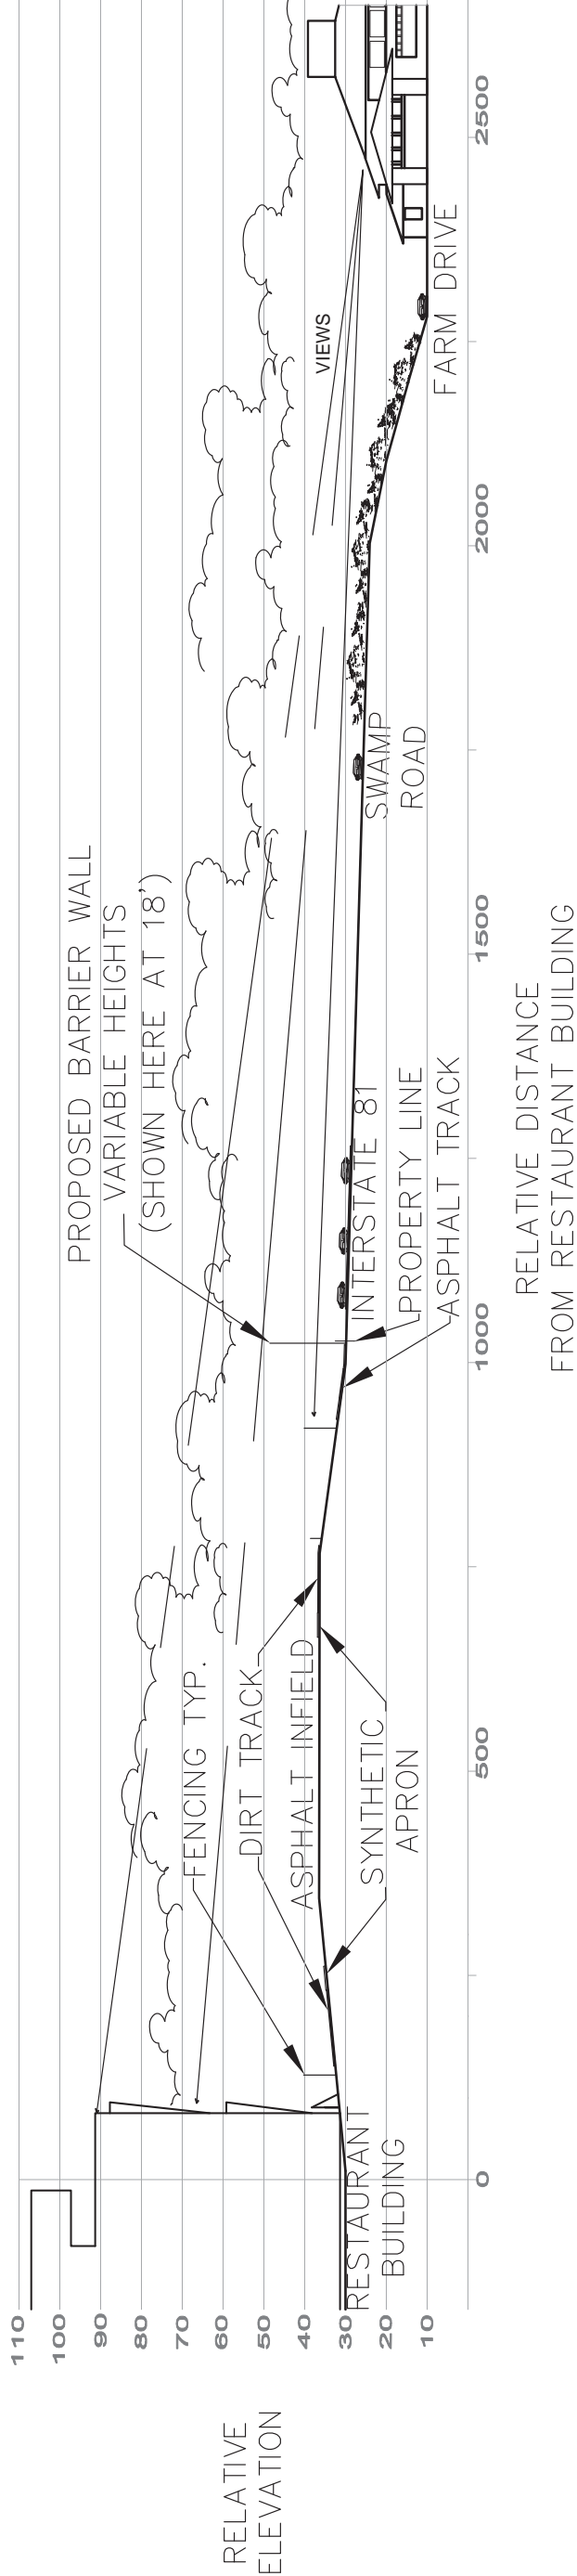 RELATIVE
ELEVATION
110
100
90
80
70
60
50
40
30
20
10
PROPOSED BARRIER WALL
VARIABLE HEIGHTS
(SHOWN HERE AT 18')
FENCING TYP.
DIRT TRACK
ASPHALT INFIELD
SYNTHETIC
APRON
RESTAURANT
BUILDING
INTERSTATE 81
PROPERTY LINE
ASPHALT TRACK
SWAMP
ROAD
VIEWS
FARM DRIVE
0
500
1000
1500
2000
2500
RELATIVE DISTANCE
FROM RESTAURANT BUILDING